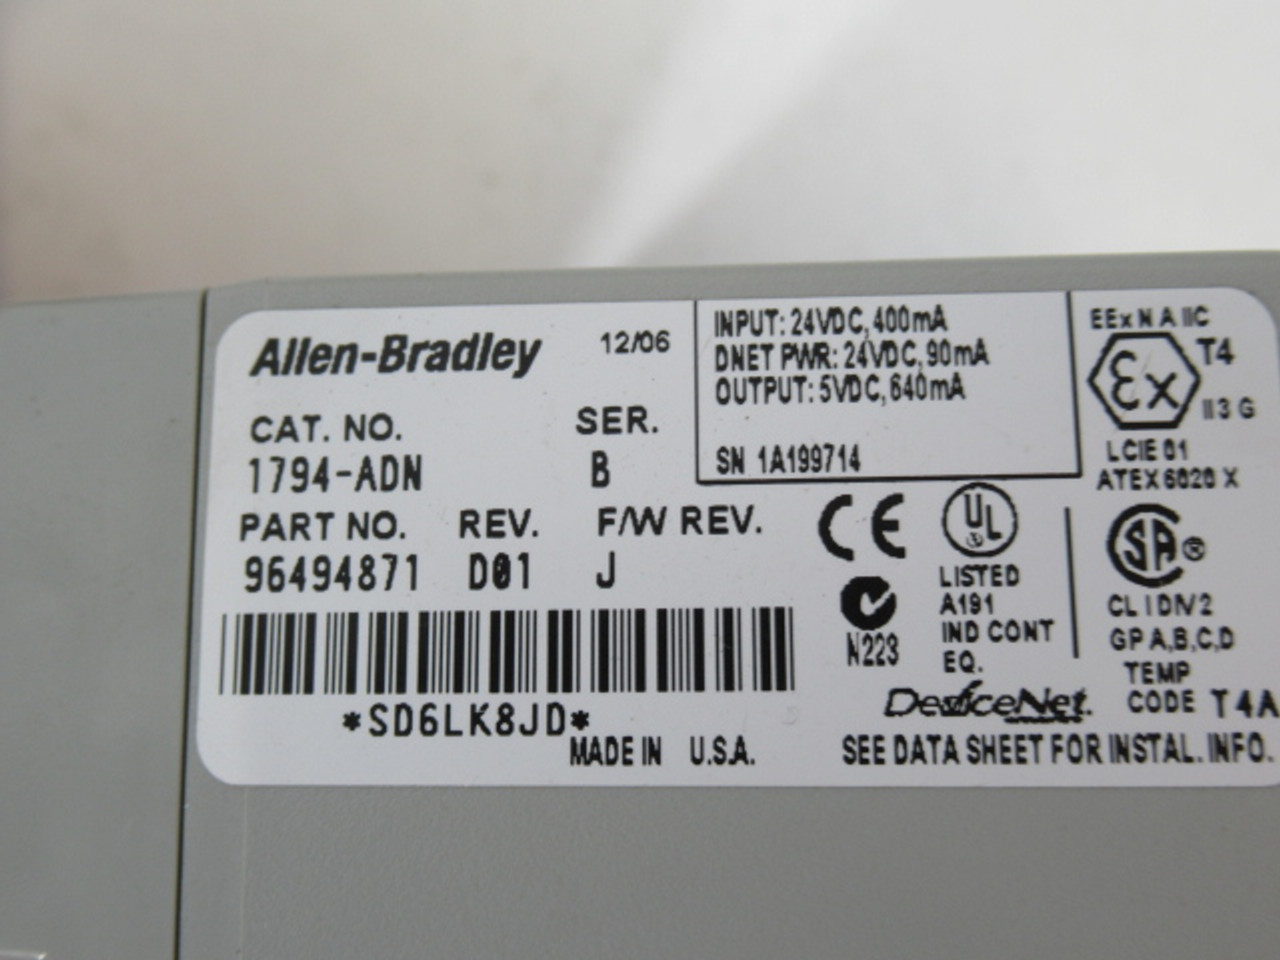 Allen-Bradley 12/06
CAT. NO. SER.
1794-ADN B
PART NO. REV. F/W REV.
96494871 D01 J
*SD6LK8JD*
MADE IN U.S.A.
INPUT: 24VDC, 400mA
DNET PWR: 24VDC, 90mA
OUTPUT: 5VDC, 640mA
SN 1A199714
EEx N A IIC
Ex T4
II 3 G
LCIE 01
ATEX 6020 X
CE
UL
LISTED
A191
IND CONT
EQ.
N223
SA ®
CL I DIV 2
GP A,B,C,D
TEMP
CODE T4A
DeviceNet.
SEE DATA SHEET FOR INSTAL. INFO.